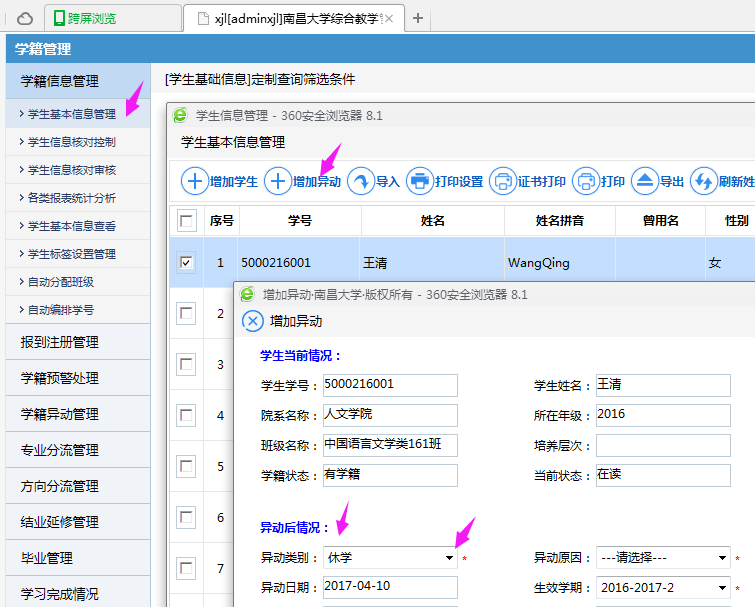 跨屏浏览
xjl[adminxjl]南昌大学综合教学管
学籍管理
学籍信息管理
学生基本信息管理
学生信息核对控制
学生信息核对审核
各类报表统计分析
学生基本信息查看
学生标签设置管理
自动分配班级
自动编排学号
报到注册管理
学籍预警处理
学籍异动管理
专业分流管理
方向分流管理
结业延修管理
毕业管理
学习完成情况
[学生基础信息]定制查询筛选条件
学生信息管理 - 360安全浏览器 8.1
学生基本信息管理
增加学生 增加异动 导入 打印设置 证书打印 打印 导出 刷新姓
序号 学号 姓名 姓名拼音 曾用名 性别
1 5000216001 王清 WangQing 女
2
3
4
5
6
7
增加异动·南昌大学·版权所有 - 360安全浏览器 8.1
增加异动
学生当前情况：
学生学号： 5000216001 学生姓名： 王清
院系名称： 人文学院 所在年级： 2016
班级名称： 中国语言文学类161班 培养层次：
学籍状态： 有学籍 当前状态： 在读
异动后情况：
异动类别： 休学 * 异动原因： ---请选择--- *
异动日期： 2017-04-10 生效学期： 2016-2017-2 *